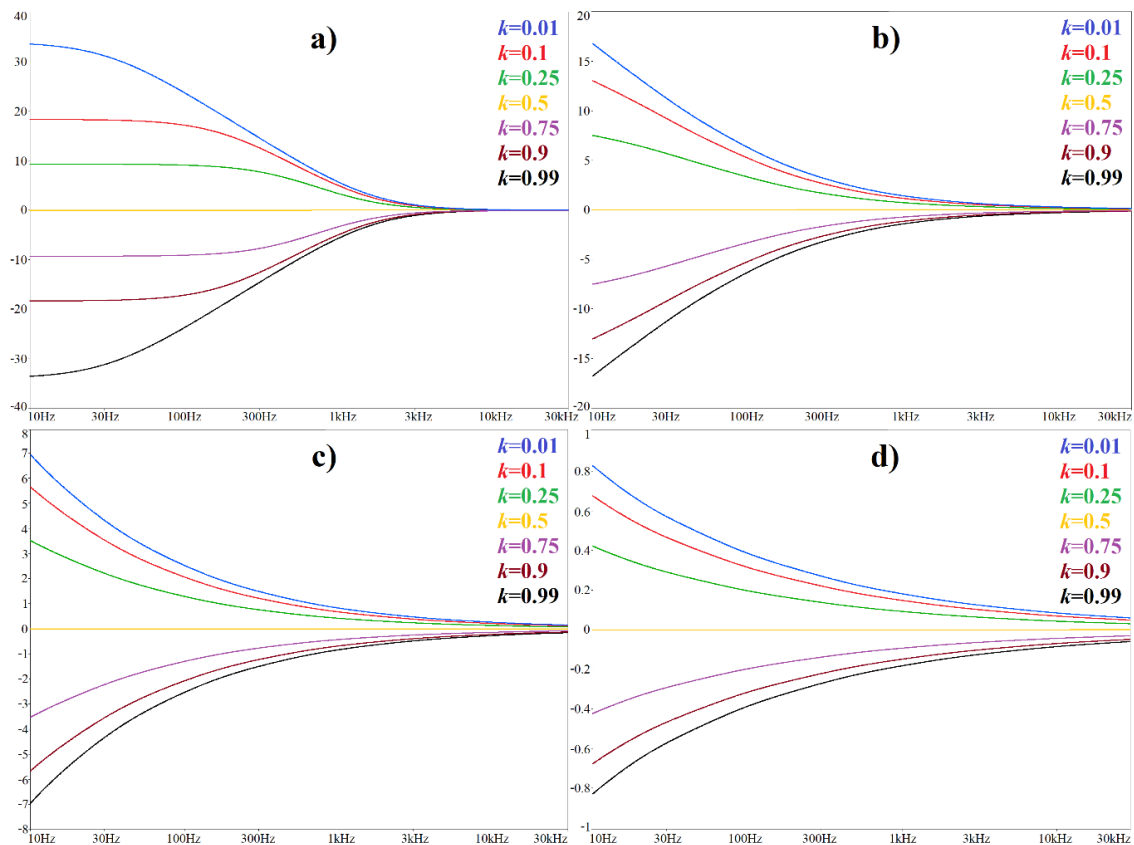 a)
k=0.01
k=0.1
k=0.25
k=0.5
k=0.75
k=0.9
k=0.99
40
30
20
10
0
-10
-20
-30
-40
10Hz 30Hz 100Hz 300Hz 1kHz 3kHz 10kHz 30kHz
b)
k=0.01
k=0.1
k=0.25
k=0.5
k=0.75
k=0.9
k=0.99
20
15
10
5
0
-5
-10
-15
-20
10Hz 30Hz 100Hz 300Hz 1kHz 3kHz 10kHz 30kHz
c)
k=0.01
k=0.1
k=0.25
k=0.5
k=0.75
k=0.9
k=0.99
8
7
6
5
4
3
2
1
0
-1
-2
-3
-4
-5
-6
-7
-8
10Hz 30Hz 100Hz 300Hz 1kHz 3kHz 10kHz 30kHz
d)
k=0.01
k=0.1
k=0.25
k=0.5
k=0.75
k=0.9
k=0.99
1
0.8
0.6
0.4
0.2
0
-0.2
-0.4
-0.6
-0.8
-1
10Hz 30Hz 100Hz 300Hz 1kHz 3kHz 10kHz 30kHz